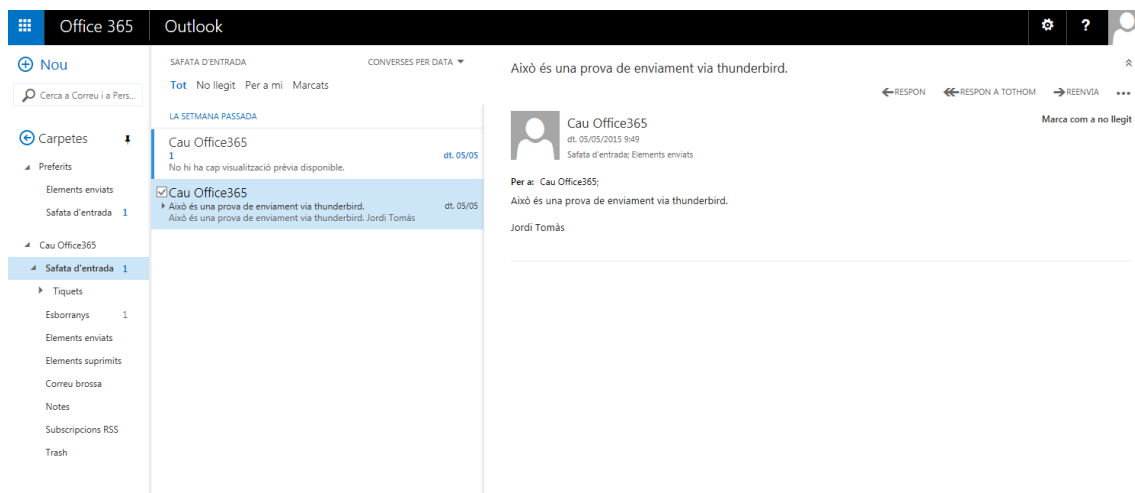 Office 365
Outlook
?
Nou
Cerca a Correu i a Pers...
Carpetes
Preferits
Elements enviats
Safata d'entrada 1
Cau Office365
Safata d'entrada 1
Tiquets
Esborranys 1
Elements enviats
Elements suprimits
Correu brossa
Notes
Subscripcions RSS
Trash
SAFATA D'ENTRADA
CONVERSES PER DATA
Tot No llegit Per a mi Marcats
LA SETMANA PASSADA
Cau Office365
1 dt. 05/05
No hi ha cap visualització prèvia disponible.
Cau Office365
Això és una prova de enviament via thunderbird. dt. 05/05
Això és una prova de enviament via thunderbird. Jordi Tomàs
Això és una prova de enviament via thunderbird.
RESPON RESPON A TOTHOM REENVIA ...
Cau Office365
Marca com a no llegit
dt. 05/05/2015 9:49
Safata d'entrada; Elements enviats
Per a: Cau Office365;
Això és una prova de enviament via thunderbird.
Jordi Tomàs